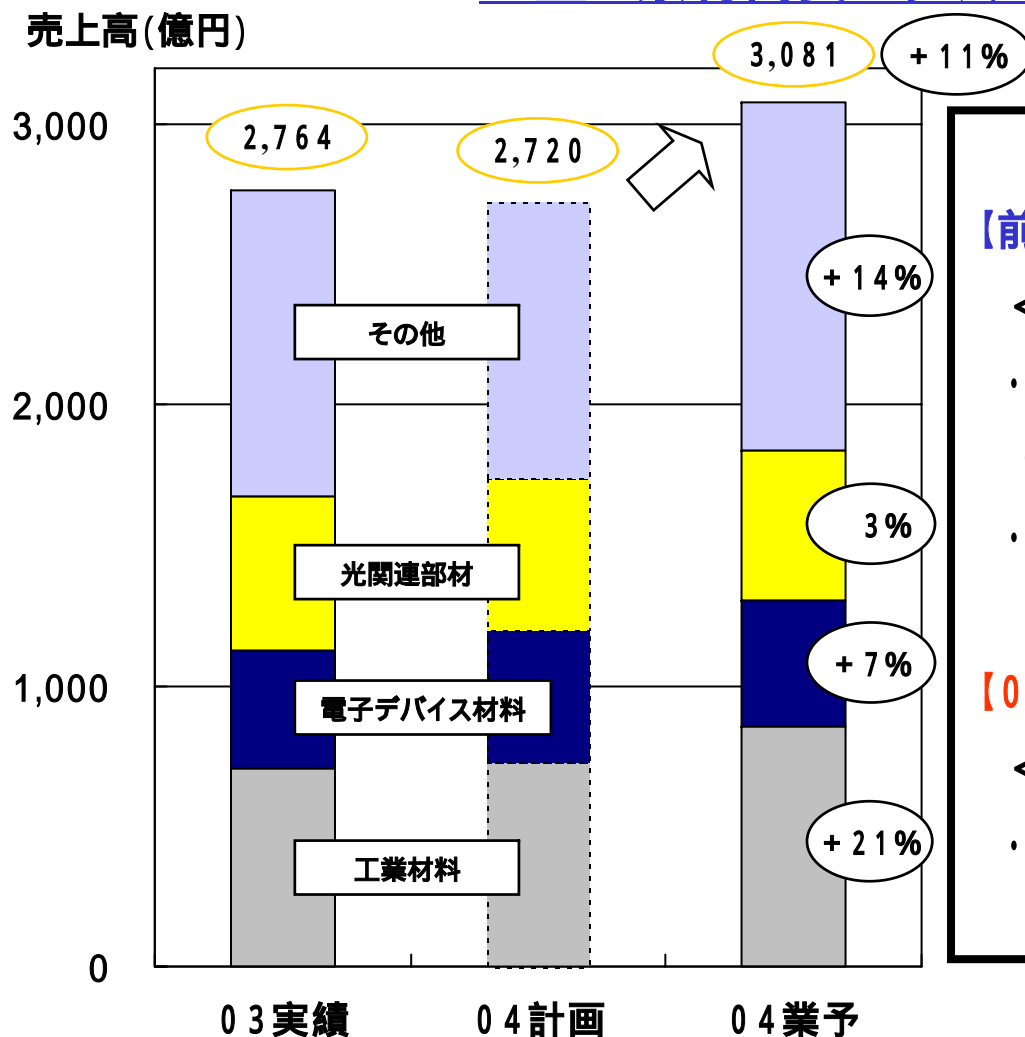 売上高(億円)
3,081
+11%
3,000
2,764
2,720
【前
+14%
<
・
その他
2,000
3%
・
光関連部材
+7%
1,000
電子デバイス材料
【0
<
+21%
・
工業材料
0
03実績
04計画
04業予